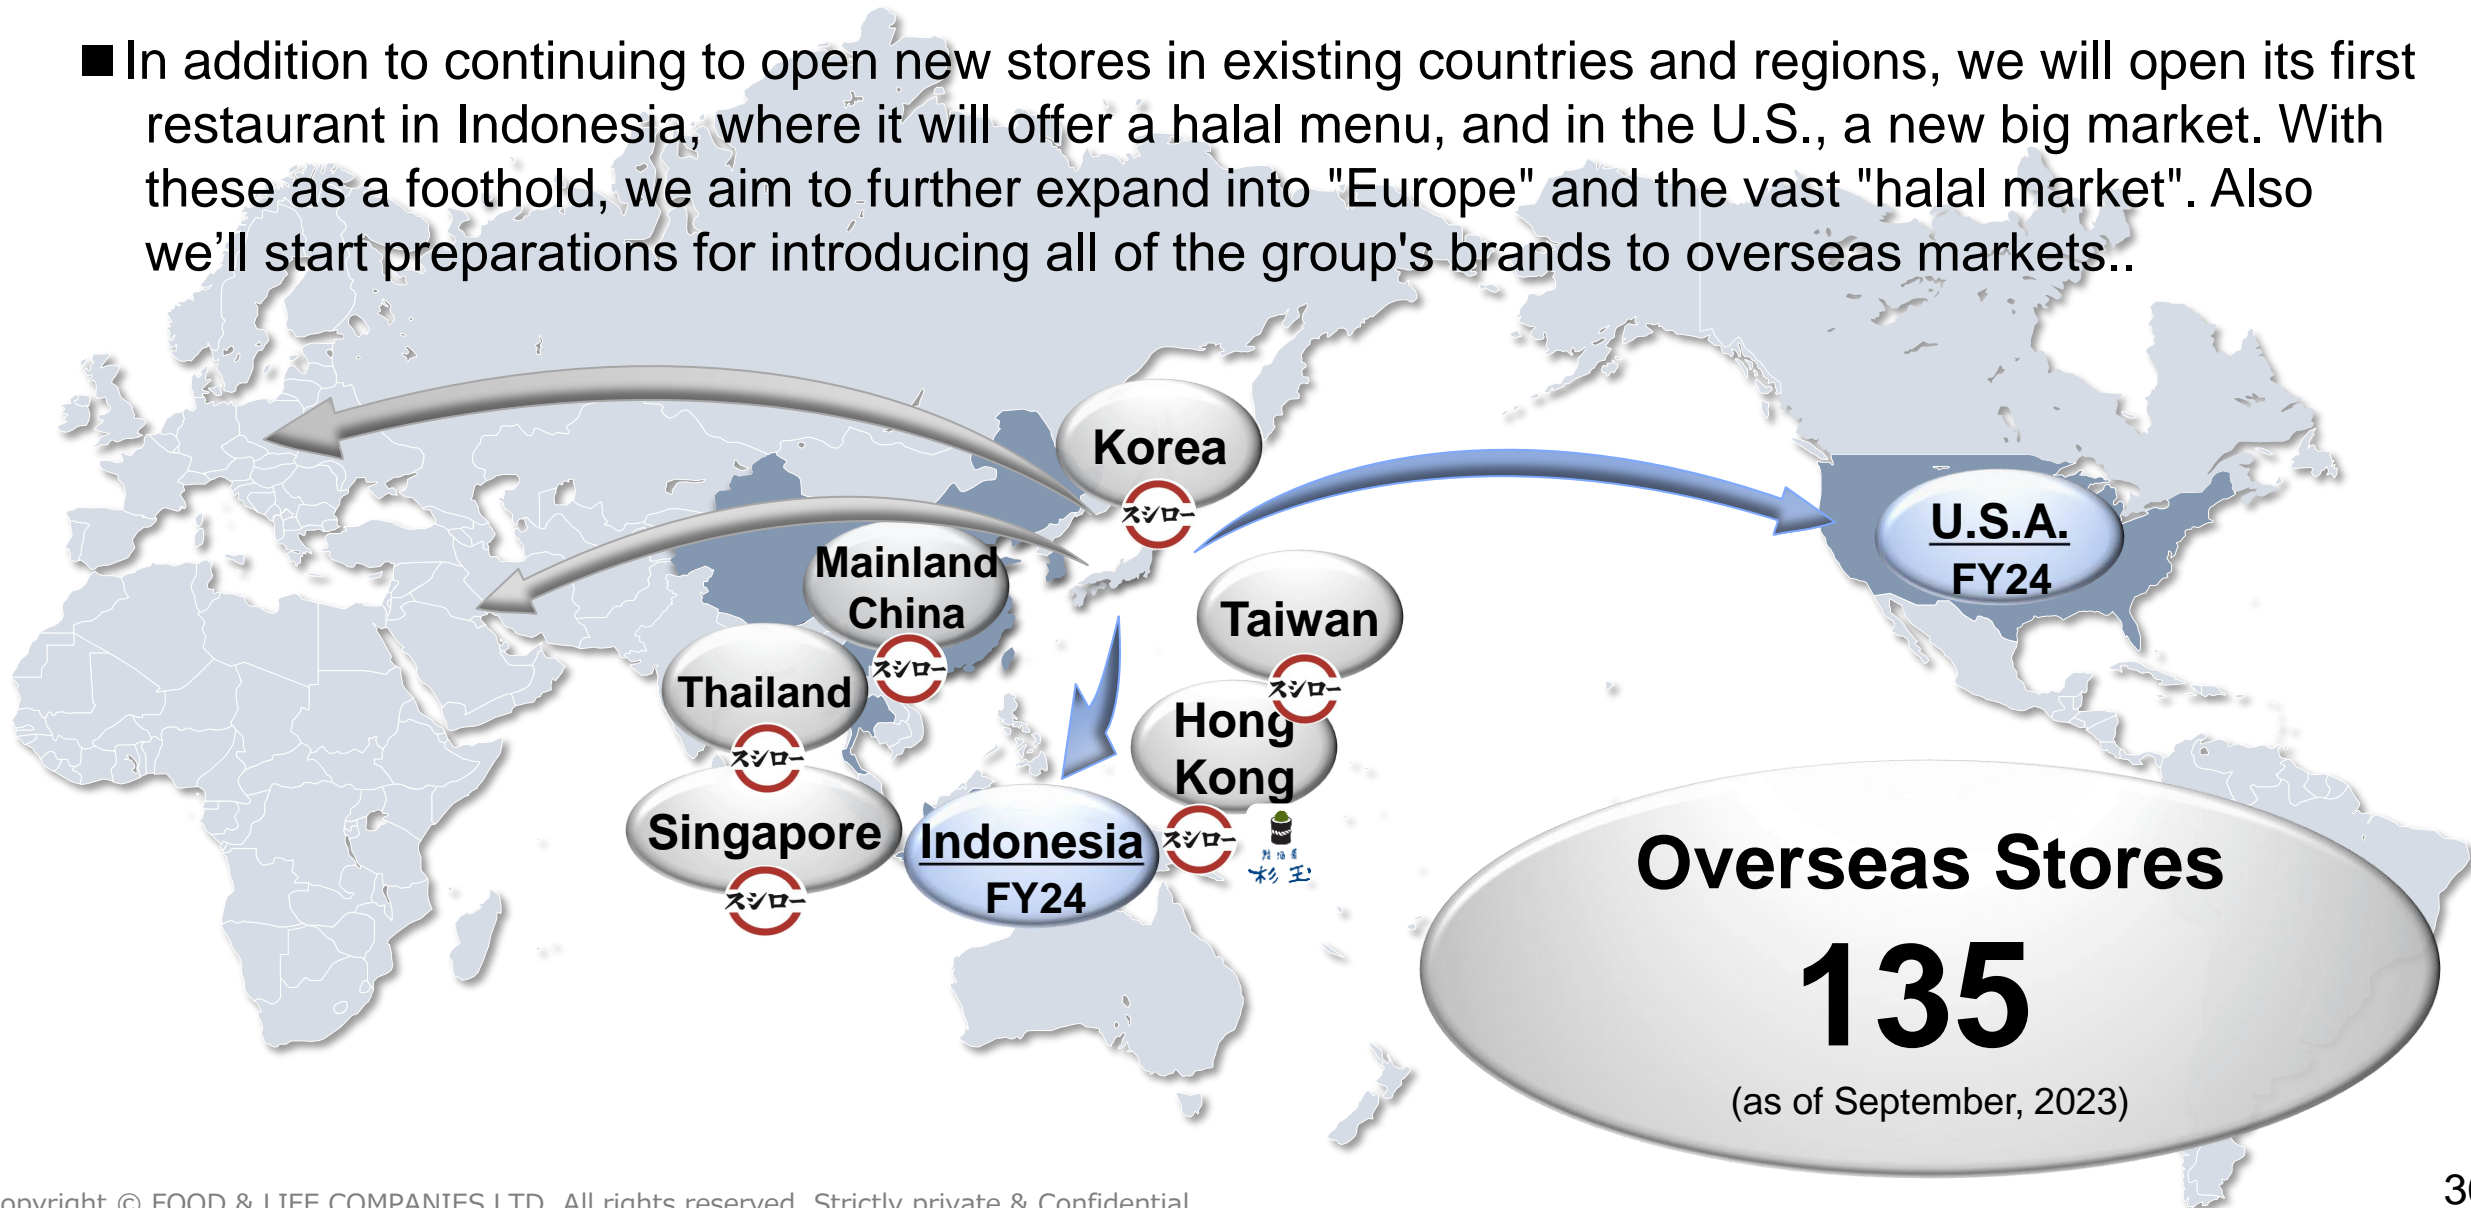 ■In addition to continuing to open new stores in existing countries and regions, we will open its first
restaurant in Indonesia, where it will offer a halal menu, and in the U.S., a new big market. With
these as a foothold, we aim to further expand into "Europe" and the vast "halal market". Also
we’ll start preparations for introducing all of the group's brands to overseas markets..
Korea
スシロー
U.S.A.
FY24
Mainland
China
スシロー
Taiwan
スシロー
Thailand
スシロー
Hong
Kong
スシロー
杉玉
Singapore
スシロー
Indonesia
FY24
Overseas Stores
135
(as of September, 2023)
opyright © FOOD & LIFE COMPANIES LTD. All rights reserved. Strictly private & Confidential